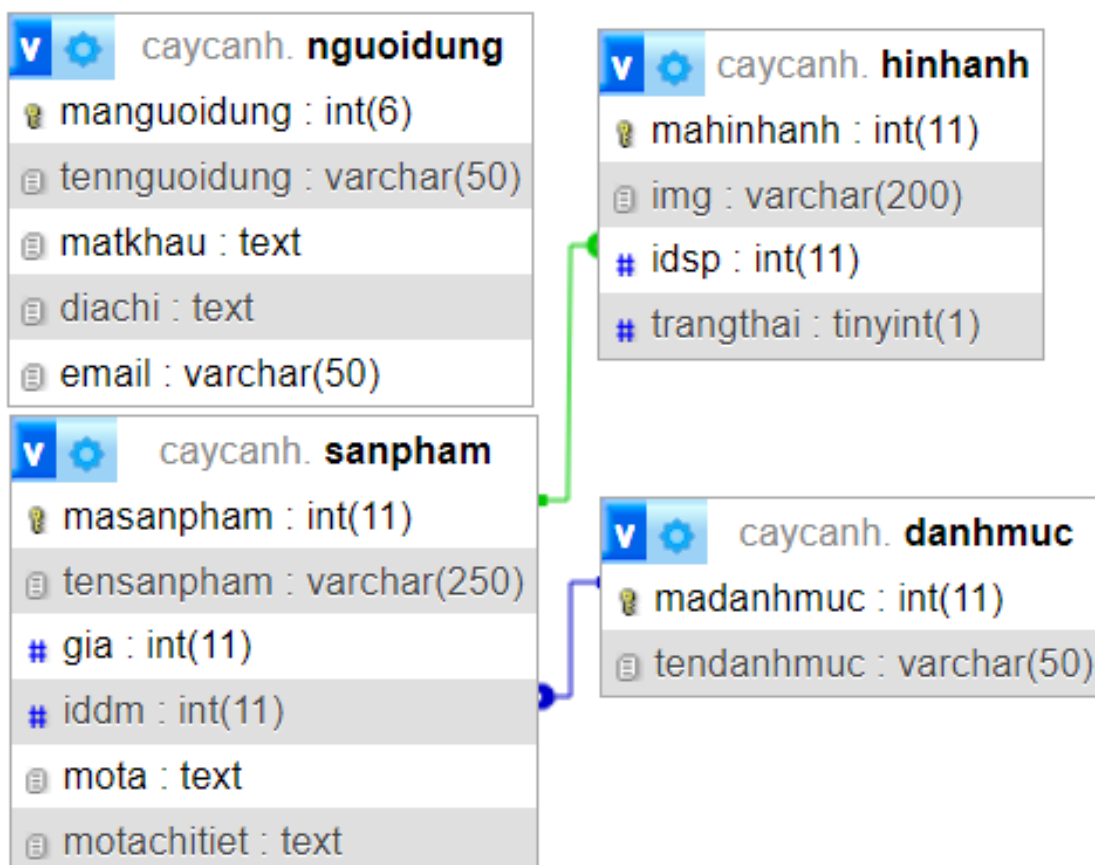 v caycanh. nguoidung
manguoidung : int(6)
tennguoidung : varchar(50)
matkhau : text
diachi : text
email : varchar(50)
v caycanh. hinhanh
mahinhanh : int(11)
img : varchar(200)
# idsp : int(11)
# trangthai : tinyint(1)
v caycanh. sanpham
masanpham : int(11)
tensanpham : varchar(250)
# gia : int(11)
# iddm : int(11)
mota : text
motachitiet : text
v caycanh. danhmuc
madanhmuc : int(11)
tendanhmuc : varchar(50)